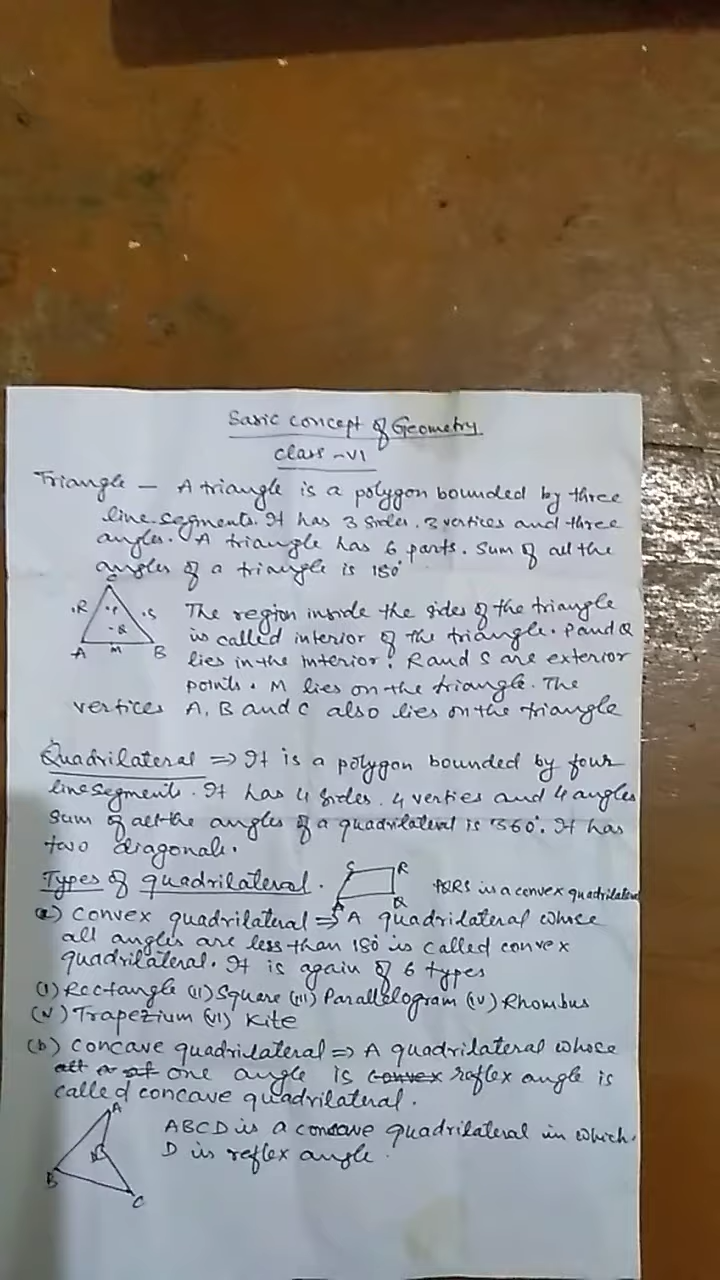 Basic concept of Geometry
Class - VI
Triangle — A triangle is a polygon bounded by three
line segments. It has 3 sides, 3 vertices and three
angles. A triangle has 6 parts. Sum of all the
angles of a triangle is 180°
C
.R .P .S
.Q
A M B
The region inside the sides of the triangle
is called interior of the triangle. P and Q
lies in the interior. R and S are exterior
points. M lies on the triangle. The
vertices A, B and C also lies on the triangle
Quadrilateral ⇒ It is a polygon bounded by four
line segments. It has 4 sides. 4 verties and 4 angles
Sum of all the angles of a quadrilateral is 360°. It has
two diagonals.
Types of quadrilateral.
S R
P Q
PQRS is a convex quadrilateral
(a) Convex quadrilateral ⇒ A quadrilateral whose
all angles are less than 180° is called convex
quadrilateral. It is again of 6 types
(I) Rectangle (II) Square (III) Parallelogram (IV) Rhombus
(V) Trapezium (VI) Kite
(b) Concave quadrilateral ⇒ A quadrilateral whose
one angle is convex reflex angle is
called concave quadrilateral.
A
B D C
ABCD is a concave quadrilateral in which
D is reflex angle.